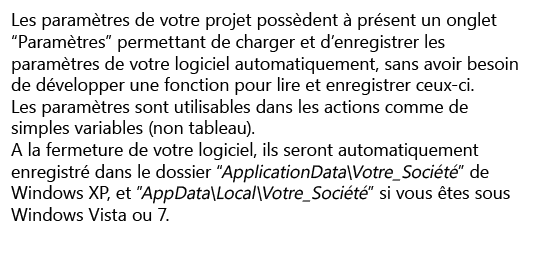 Les paramètres de votre projet possèdent à présent un onglet
“Paramètres” permettant de charger et d’enregistrer les
paramètres de votre logiciel automatiquement, sans avoir besoin
de développer une fonction pour lire et enregistrer ceux-ci.
Les paramètres sont utilisables dans les actions comme de
simples variables (non tableau).
A la fermeture de votre logiciel, ils seront automatiquement
enregistré dans le dossier “ApplicationData\Votre_Société” de
Windows XP, et ”AppData\Local\Votre_Société” si vous êtes sous
Windows Vista ou 7.